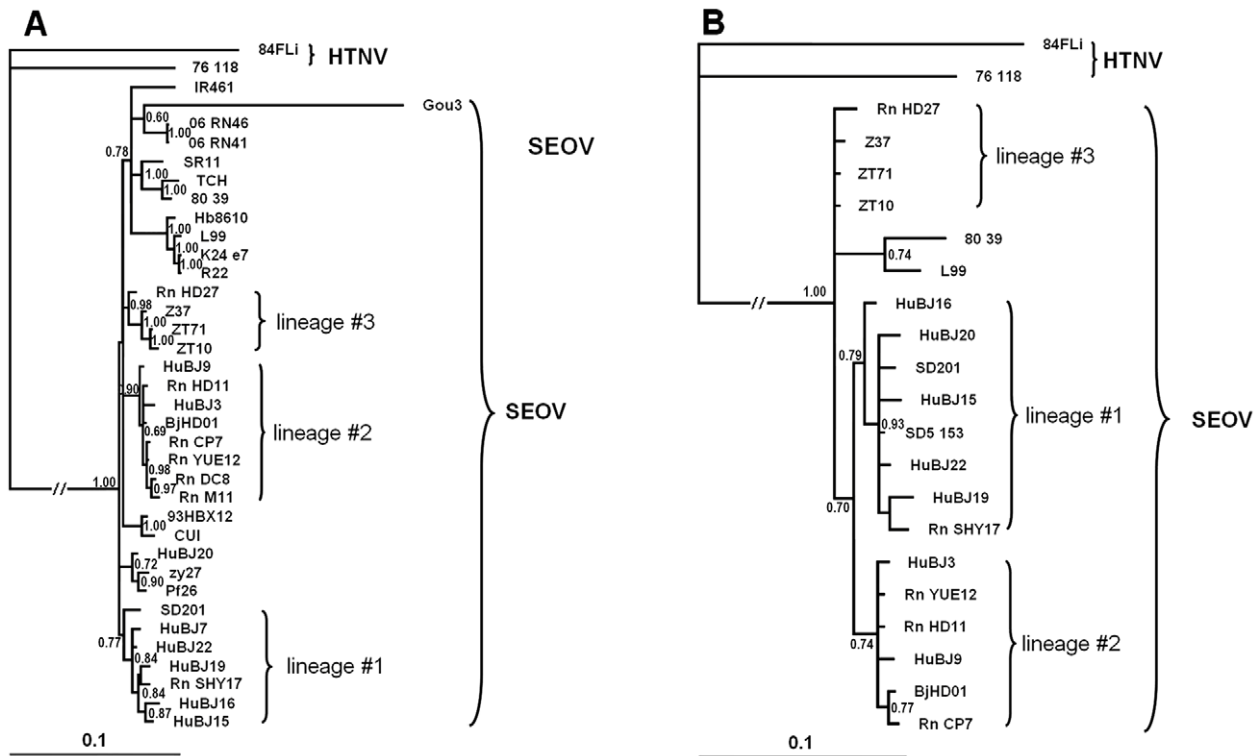 A
84FLi
HTNV
76 118
IR461
Gou3
0.60
06 RN46
1.00
06 RN41
0.78
SEOV
SR11
1.00
TCH
1.00
80 39
Hb8610
1.00
L99
1.00
K24 e7
1.00
R22
Rn HD27
0.98
Z37
1.00
ZT71
1.00
ZT10
lineage #3
HuBJ9
0.90
Rn HD11
HuBJ3
BjHD01
0.69
Rn CP7
Rn YUE12
0.98
Rn DC8
0.97
Rn M11
lineage #2
SEOV
1.00
//
93HBX12
1.00
CUI
HuBJ20
0.72
zy27
0.90
Pf26
SD201
HuBJ7
0.77
HuBJ22
0.84
HuBJ19
Rn SHY17
0.84
HuBJ16
0.87
HuBJ15
lineage #1
0.1
B
84FLi
HTNV
76 118
Rn HD27
Z37
ZT71
ZT10
lineage #3
80 39
0.74
L99
1.00
//
HuBJ16
HuBJ20
0.79
SD201
HuBJ15
0.93
SD5 153
HuBJ22
HuBJ19
Rn SHY17
lineage #1
SEOV
0.70
HuBJ3
Rn YUE12
Rn HD11
0.74
HuBJ9
BjHD01
0.77
Rn CP7
lineage #2
0.1